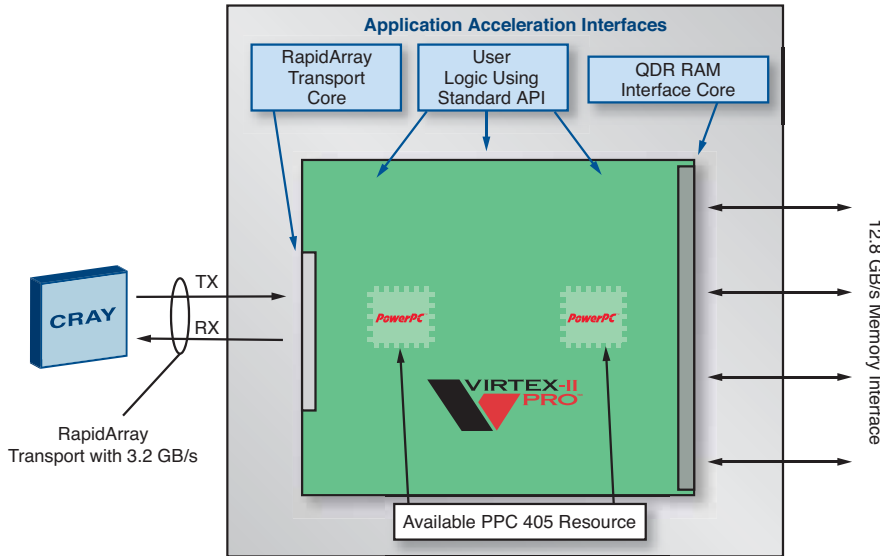 Application Acceleration Interfaces
RapidArray
Transport
Core
User
Logic Using
Standard API
QDR RAM
Interface Core
TX
RX
CRAY
RapidArray
Transport with 3.2 GB/s
PowerPC
PowerPC
VIRTEX-II
PRO™
Available PPC 405 Resource
12.8 GB/s Memory Interface